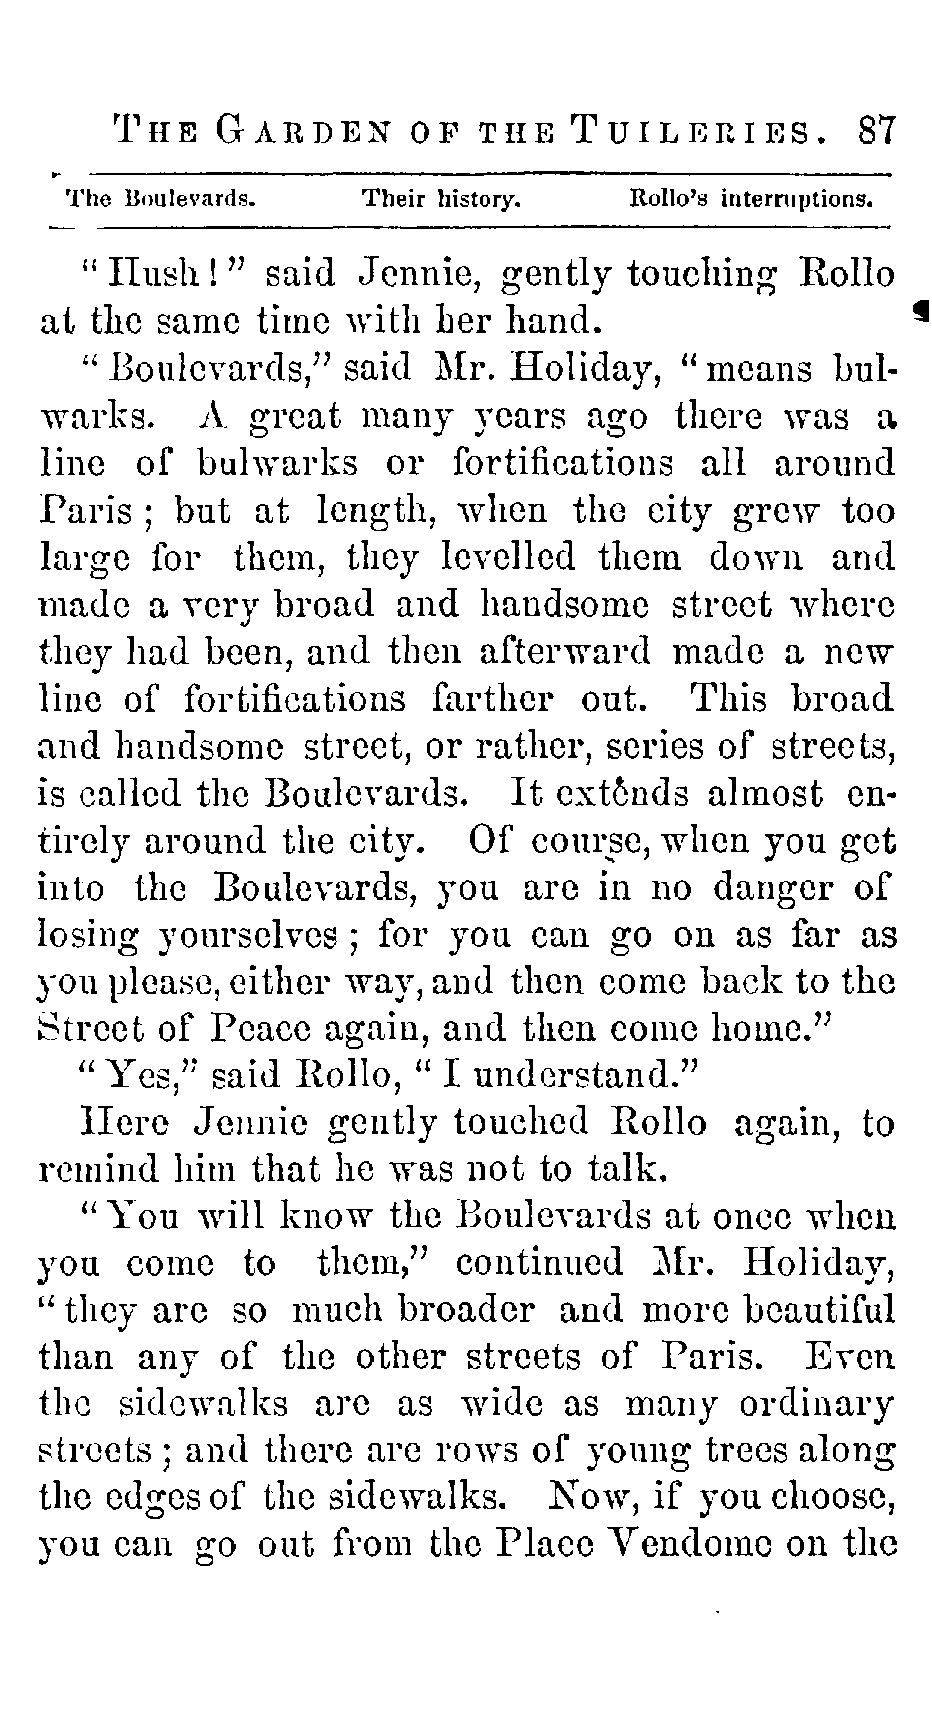 The Garden of the Tuileries. 87
The Boulevards. Their history. Rollo's interruptions.
"Hush!" said Jennie, gently touching Rollo
at the same time with her hand.
"Boulevards," said Mr. Holiday, "means bul-
warks. A great many years ago there was a
line of bulwarks or fortifications all around
Paris; but at length, when the city grew too
large for them, they levelled them down and
made a very broad and handsome street where
they had been, and then afterward made a new
line of fortifications farther out. This broad
and handsome street, or rather, series of streets,
is called the Boulevards. It extends almost en-
tirely around the city. Of course, when you get
into the Boulevards, you are in no danger of
losing yourselves; for you can go on as far as
you please, either way, and then come back to the
Street of Peace again, and then come home."
"Yes," said Rollo, "I understand."
Here Jennie gently touched Rollo again, to
remind him that he was not to talk.
"You will know the Boulevards at once when
you come to them," continued Mr. Holiday,
"they are so much broader and more beautiful
than any of the other streets of Paris. Even
the sidewalks are as wide as many ordinary
streets; and there are rows of young trees along
the edges of the sidewalks. Now, if you choose,
you can go out from the Place Vendome on the